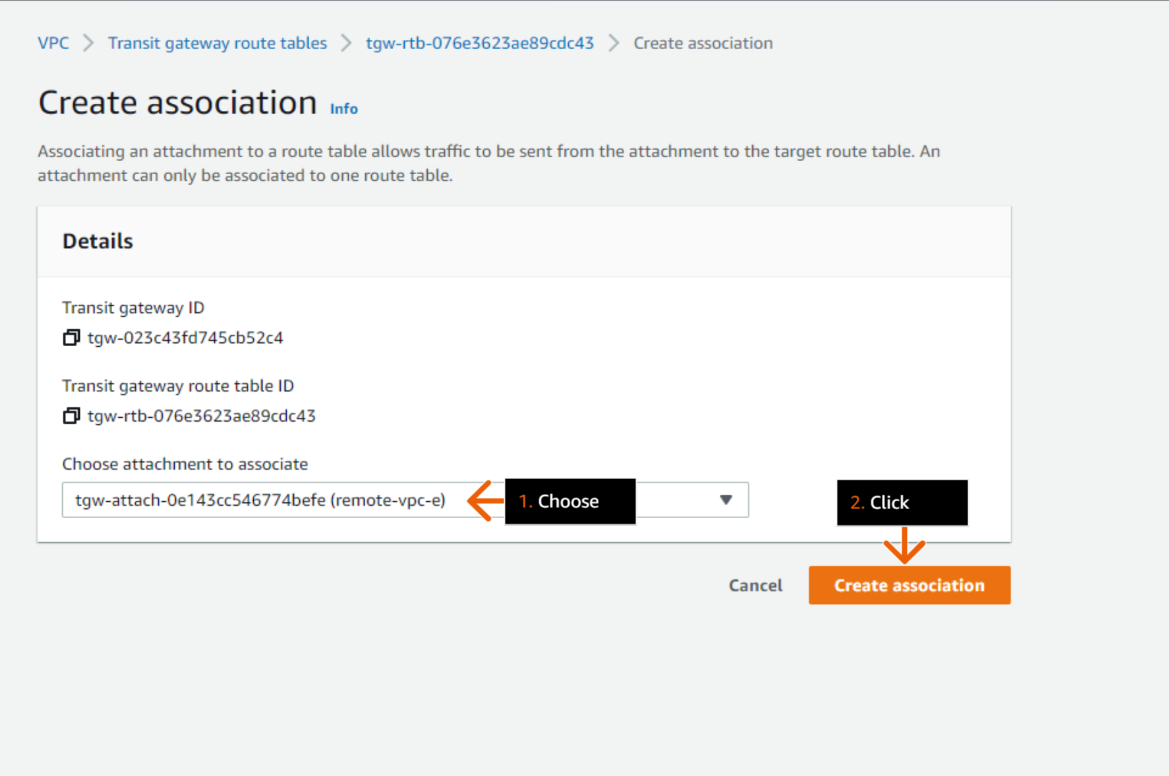 VPC > Transit gateway route tables > tgw-rtb-076e3623ae89cdc43 > Create association
Create association Info
Associating an attachment to a route table allows traffic to be sent from the attachment to the target route table. An
attachment can only be associated to one route table.
Details
Transit gateway ID
tgw-023c43fd745cb52c4
Transit gateway route table ID
tgw-rtb-076e3623ae89cdc43
Choose attachment to associate
tgw-attach-0e143cc546774befe (remote-vpc-e)
1. Choose
2. Click
Cancel
Create association